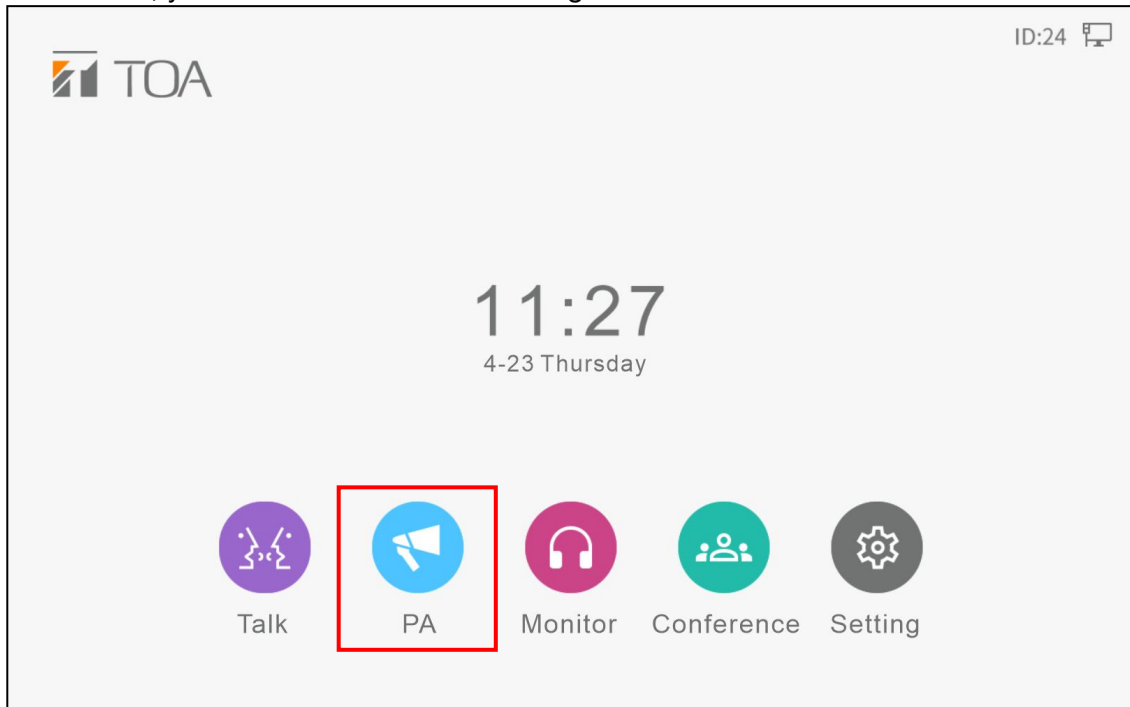 ID:24
TOA
11:27
4-23 Thursday
Talk
PA
Monitor
Conference
Setting